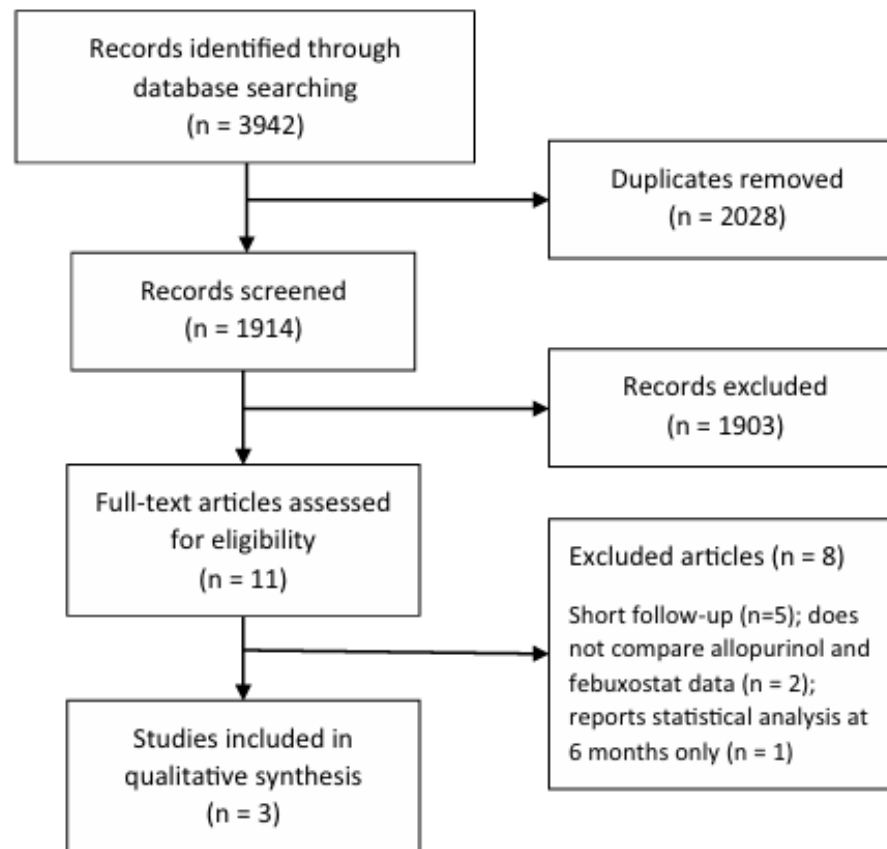 Records identified through
database searching
(n = 3942)
Duplicates removed
(n = 2028)
Records screened
(n = 1914)
Records excluded
(n = 1903)
Full-text articles assessed
for eligibility
(n = 11)
Excluded articles (n = 8)
Short follow-up (n=5); does
not compare allopurinol and
febuxostat data (n = 2);
reports statistical analysis at
6 months only (n = 1)
Studies included in
qualitative synthesis
(n = 3)